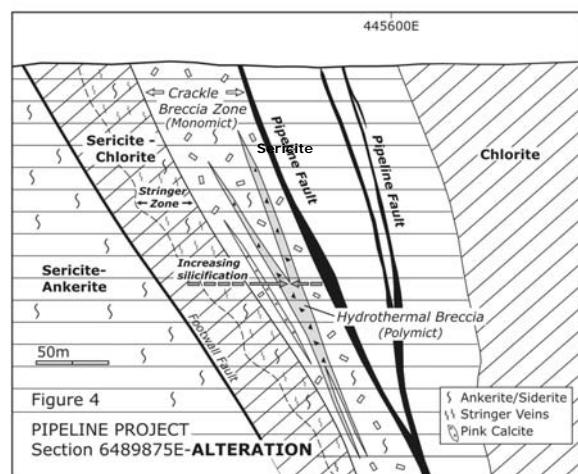 445600E
Crackle
Breccia Zone
(Monomict)
Sericite
Pipeline Fault
Pipeline Fault
Sericite -
Chlorite
Chlorite
Stringer
Zone
Increasing
silicification
Sericite-
Ankerite
Hydrothermal Breccia
(Polymict)
Footwall Fault
50m
Figure 4
PIPELINE PROJECT
Section 6489875E-ALTERATION
Ankerite/Siderite
Stringer Veins
Pink Calcite